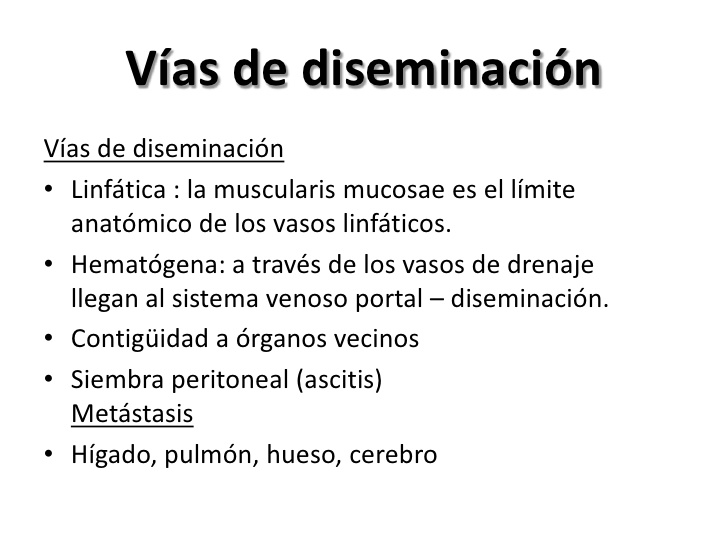 Vías de diseminación
Vías de diseminación
• Linfática : la muscularis mucosae es el límite
anatómico de los vasos linfáticos.
• Hematógena: a través de los vasos de drenaje
llegan al sistema venoso portal – diseminación.
• Contigüidad a órganos vecinos
• Siembra peritoneal (ascitis)
Metástasis
• Hígado, pulmón, hueso, cerebro